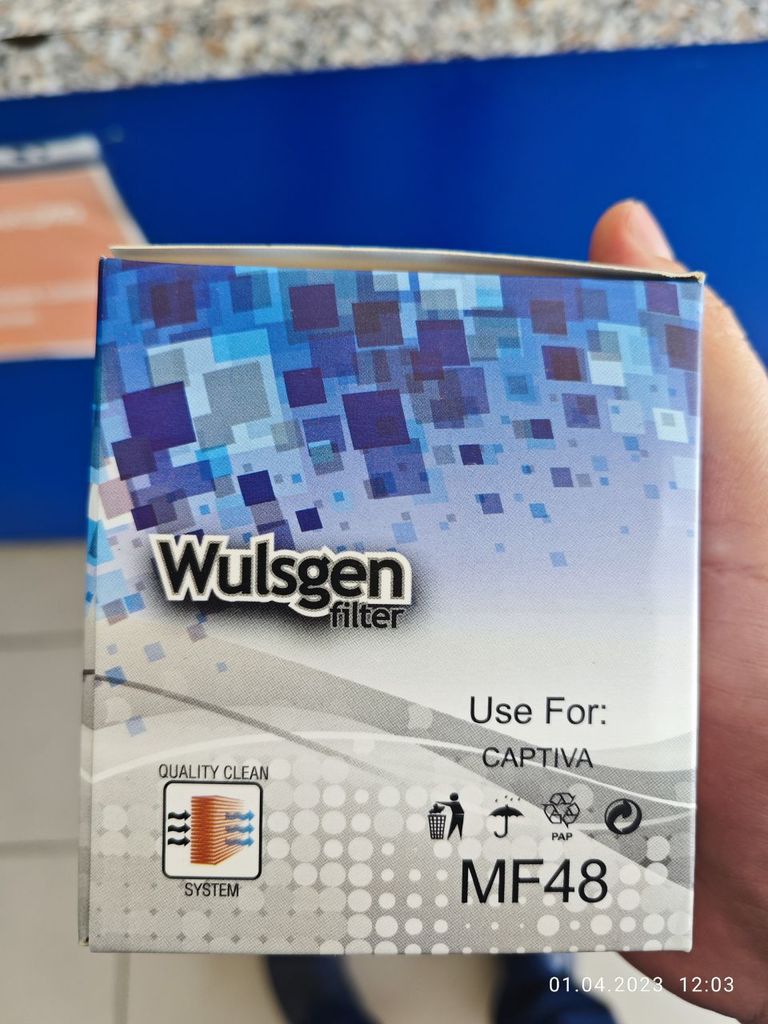 Wulsgen
filter
Use For:
CAPTIVA
QUALITY CLEAN
SYSTEM
PAP
MF48
01.04.2023 12:03